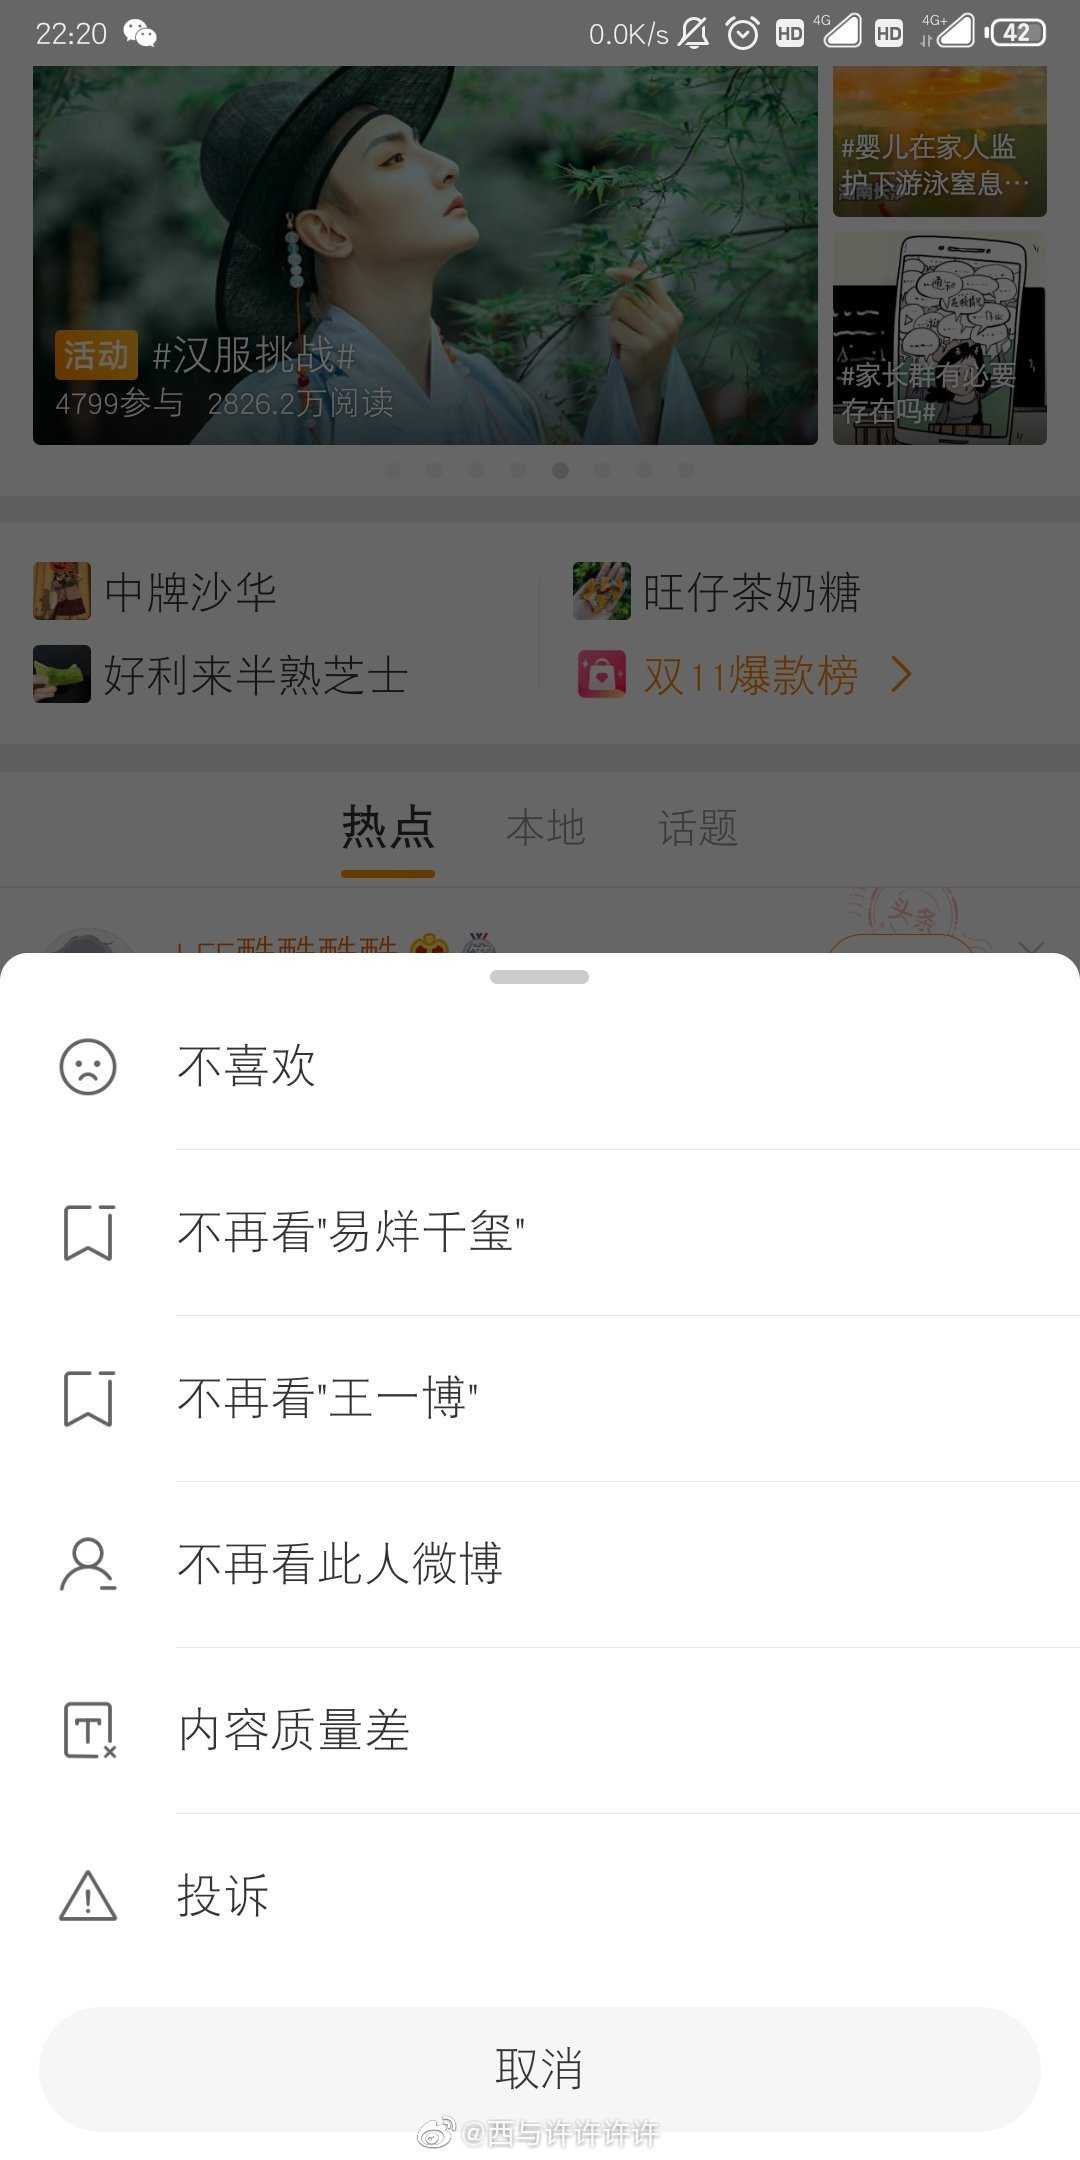 22:20
0.0K/s HD 4G HD 4G+ 42
#婴儿在家人监
护下游泳窒息…
活动 #汉服挑战#
4799参与 2826.2万阅读
#家长群有必要
存在吗#
中牌沙华
旺仔茶奶糖
好利来半熟芝士
双11爆款榜
热点 本地 话题
头条
不喜欢
不再看"易烊千玺"
不再看"王一博"
不再看此人微博
内容质量差
投诉
取消
@西与许许许许